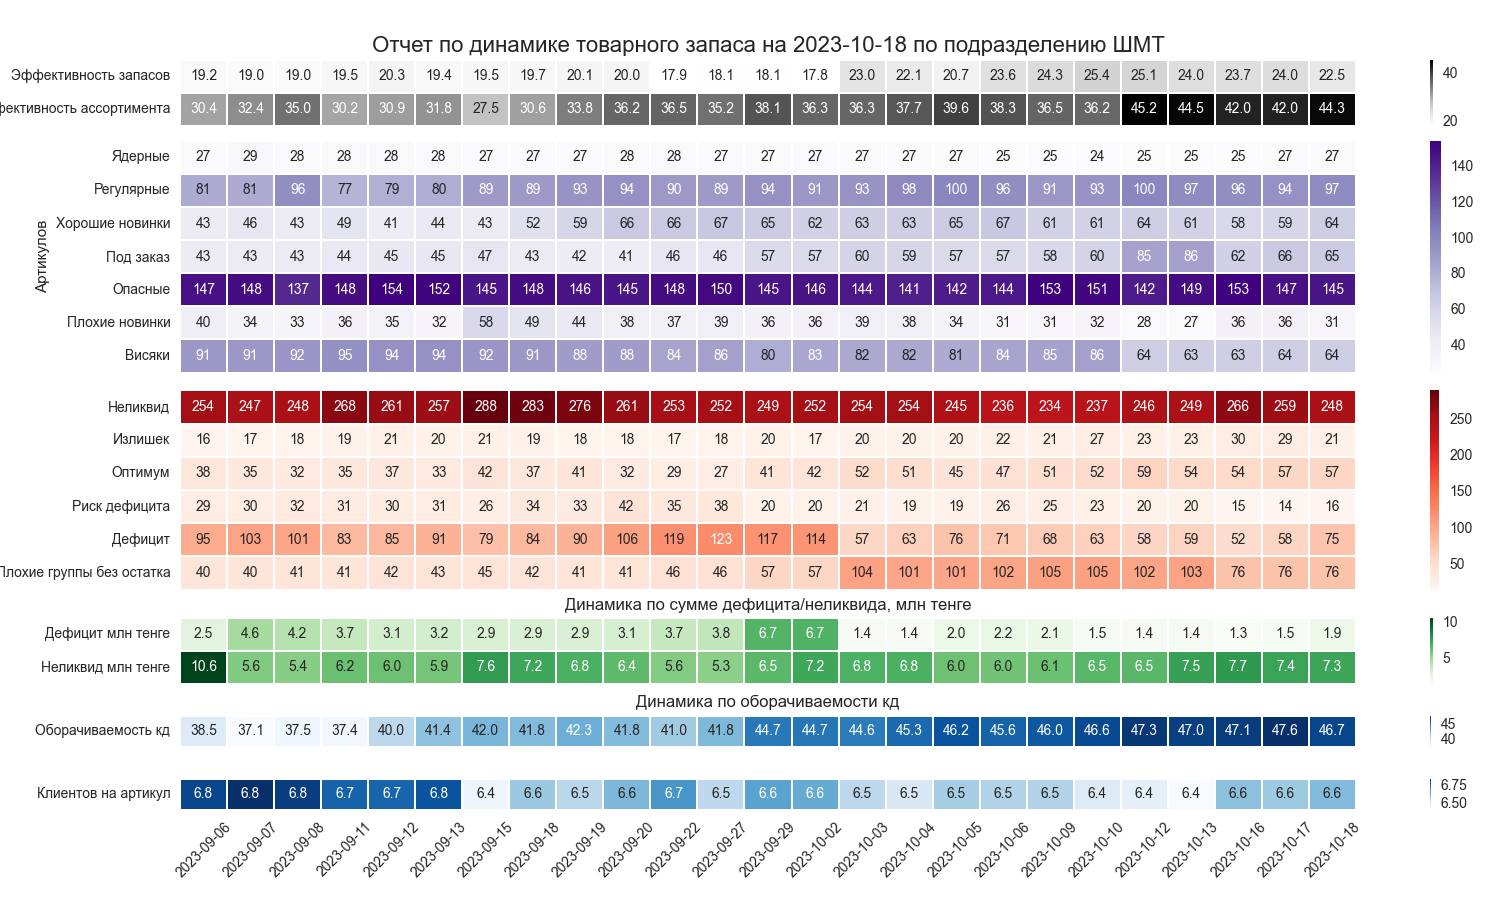 Отчет по динамике товарного запаса на 2023-10-18 по подразделению ШМТ
Эффективность запасов 19.2 19.0 19.0 19.5 20.3 19.4 19.5 19.7 20.1 20.0 17.9 18.1 18.1 17.8 23.0 22.1 20.7 23.6 24.3 25.4 25.1 24.0 23.7 24.0 22.5
фективность ассортимента 30.4 32.4 35.0 30.2 30.9 31.8 27.5 30.6 33.8 36.2 36.5 35.2 38.1 36.3 36.3 37.7 39.6 38.3 36.5 36.2 45.2 44.5 42.0 42.0 44.3
40
20
Артикулов
Ядерные 27 29 28 28 28 28 27 27 27 28 28 27 27 27 27 27 27 25 25 24 25 25 25 27 27
Регулярные 81 81 96 77 79 80 89 89 93 94 90 89 94 91 93 98 100 96 91 93 100 97 96 94 97
Хорошие новинки 43 46 43 49 41 44 43 52 59 66 66 67 65 62 63 63 65 67 61 61 64 61 58 59 64
Под заказ 43 43 43 44 45 45 47 43 42 41 46 46 57 57 60 59 57 57 58 60 85 86 62 66 65
Опасные 147 148 137 148 154 152 145 148 146 145 148 150 145 146 144 141 142 144 153 151 142 149 153 147 145
Плохие новинки 40 34 33 36 35 32 58 49 44 38 37 39 36 36 39 38 34 31 31 32 28 27 36 36 31
Висяки 91 91 92 95 94 94 92 91 88 88 84 86 80 83 82 82 81 84 85 86 64 63 63 64 64
140
120
100
80
60
40
Неликвид 254 247 248 268 261 257 288 283 276 261 253 252 249 252 254 254 245 236 234 237 246 249 266 259 248
Излишек 16 17 18 19 21 20 21 19 18 18 17 18 20 17 20 20 20 22 21 27 23 23 30 29 21
Оптимум 38 35 32 35 37 33 42 37 41 32 29 27 41 42 52 51 45 47 51 52 59 54 54 57 57
Риск дефицита 29 30 32 31 30 31 26 34 33 42 35 38 20 20 21 19 19 26 25 23 20 20 15 14 16
Дефицит 95 103 101 83 85 91 79 84 90 106 119 123 117 114 57 63 76 71 68 63 58 59 52 58 75
Плохие группы без остатка 40 40 41 41 42 43 45 42 41 41 46 46 57 57 104 101 101 102 105 105 102 103 76 76 76
250
200
150
100
50
Динамика по сумме дефицита/неликвида, млн тенге
Дефицит млн тенге 2.5 4.6 4.2 3.7 3.1 3.2 2.9 2.9 2.9 3.1 3.7 3.8 6.7 6.7 1.4 1.4 2.0 2.2 2.1 1.5 1.4 1.4 1.3 1.5 1.9
Неликвид млн тенге 10.6 5.6 5.4 6.2 6.0 5.9 7.6 7.2 6.8 6.4 5.6 5.3 6.5 7.2 6.8 6.8 6.0 6.0 6.1 6.5 6.5 7.5 7.7 7.4 7.3
10
5
Динамика по оборачиваемости кд
Оборачиваемость кд 38.5 37.1 37.5 37.4 40.0 41.4 42.0 41.8 42.3 41.8 41.0 41.8 44.7 44.7 44.6 45.3 46.2 45.6 46.0 46.6 47.3 47.0 47.1 47.6 46.7
45
40
Клиентов на артикул 6.8 6.8 6.8 6.7 6.7 6.8 6.4 6.6 6.5 6.6 6.7 6.5 6.6 6.6 6.5 6.5 6.5 6.5 6.5 6.4 6.4 6.4 6.6 6.6 6.6
6.75
6.50
2023-09-06 2023-09-07 2023-09-08 2023-09-11 2023-09-12 2023-09-13 2023-09-15 2023-09-18 2023-09-19 2023-09-20 2023-09-22 2023-09-27 2023-09-29 2023-10-02 2023-10-03 2023-10-04 2023-10-05 2023-10-06 2023-10-09 2023-10-10 2023-10-12 2023-10-13 2023-10-16 2023-10-17 2023-10-18